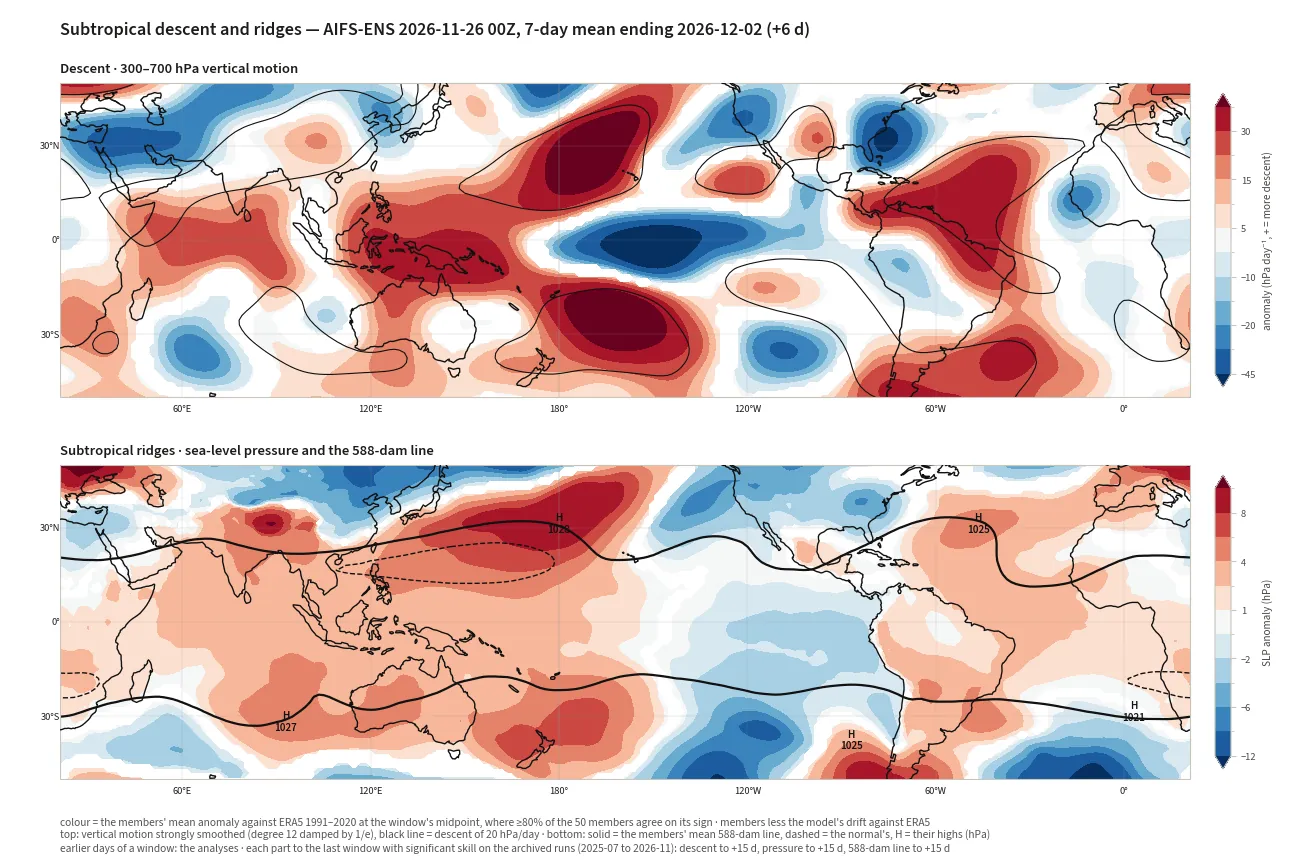 Subtropical descent and ridges — AIFS-ENS 2026-11-26 00Z, 7-day mean ending 2026-12-02 (+6 d)
Descent · 300–700 hPa vertical motion
30°N
0°
30°S
60°E
120°E
180°
120°W
60°W
0°
30
15
5
−10
−20
−45
anomaly (hPa day⁻¹, + = more descent)
Subtropical ridges · sea-level pressure and the 588-dam line
30°N
0°
30°S
H
1028
H
1025
H
1027
H
1025
H
1021
60°E
120°E
180°
120°W
60°W
0°
8
4
1
−2
−6
−12
SLP anomaly (hPa)
colour = the members' mean anomaly against ERA5 1991–2020 at the window's midpoint, where ≥80% of the 50 members agree on its sign · members less the model's drift against ERA5
top: vertical motion strongly smoothed (degree 12 damped by 1/e), black line = descent of 20 hPa/day · bottom: solid = the members' mean 588-dam line, dashed = the normal's, H = their highs (hPa)
earlier days of a window: the analyses · each part to the last window with significant skill on the archived runs (2025-07 to 2026-11): descent to +15 d, pressure to +15 d, 588-dam line to +15 d